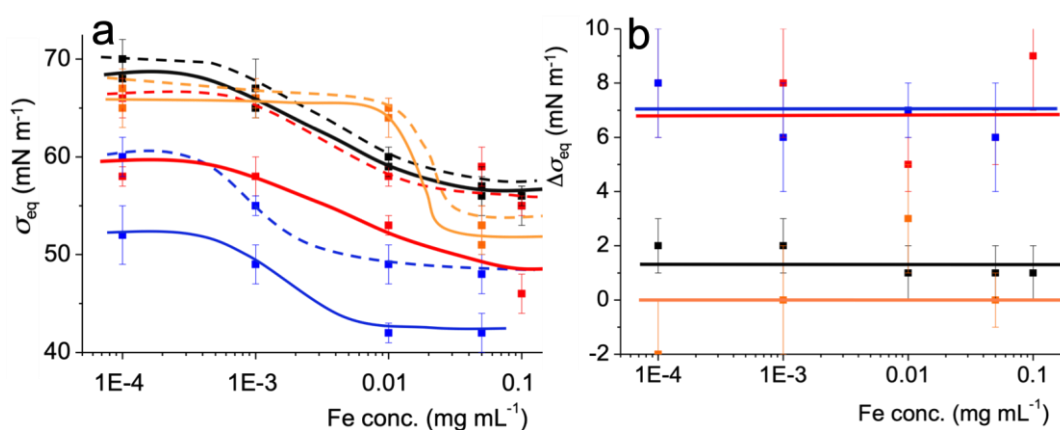 a
σeq (mN m⁻¹)
70
60
50
40
1E-4
1E-3
0.01
0.1
Fe conc. (mg mL⁻¹)
b
Δσeq (mN m⁻¹)
10
8
6
4
2
0
-2
1E-4
1E-3
0.01
0.1
Fe conc. (mg mL⁻¹)